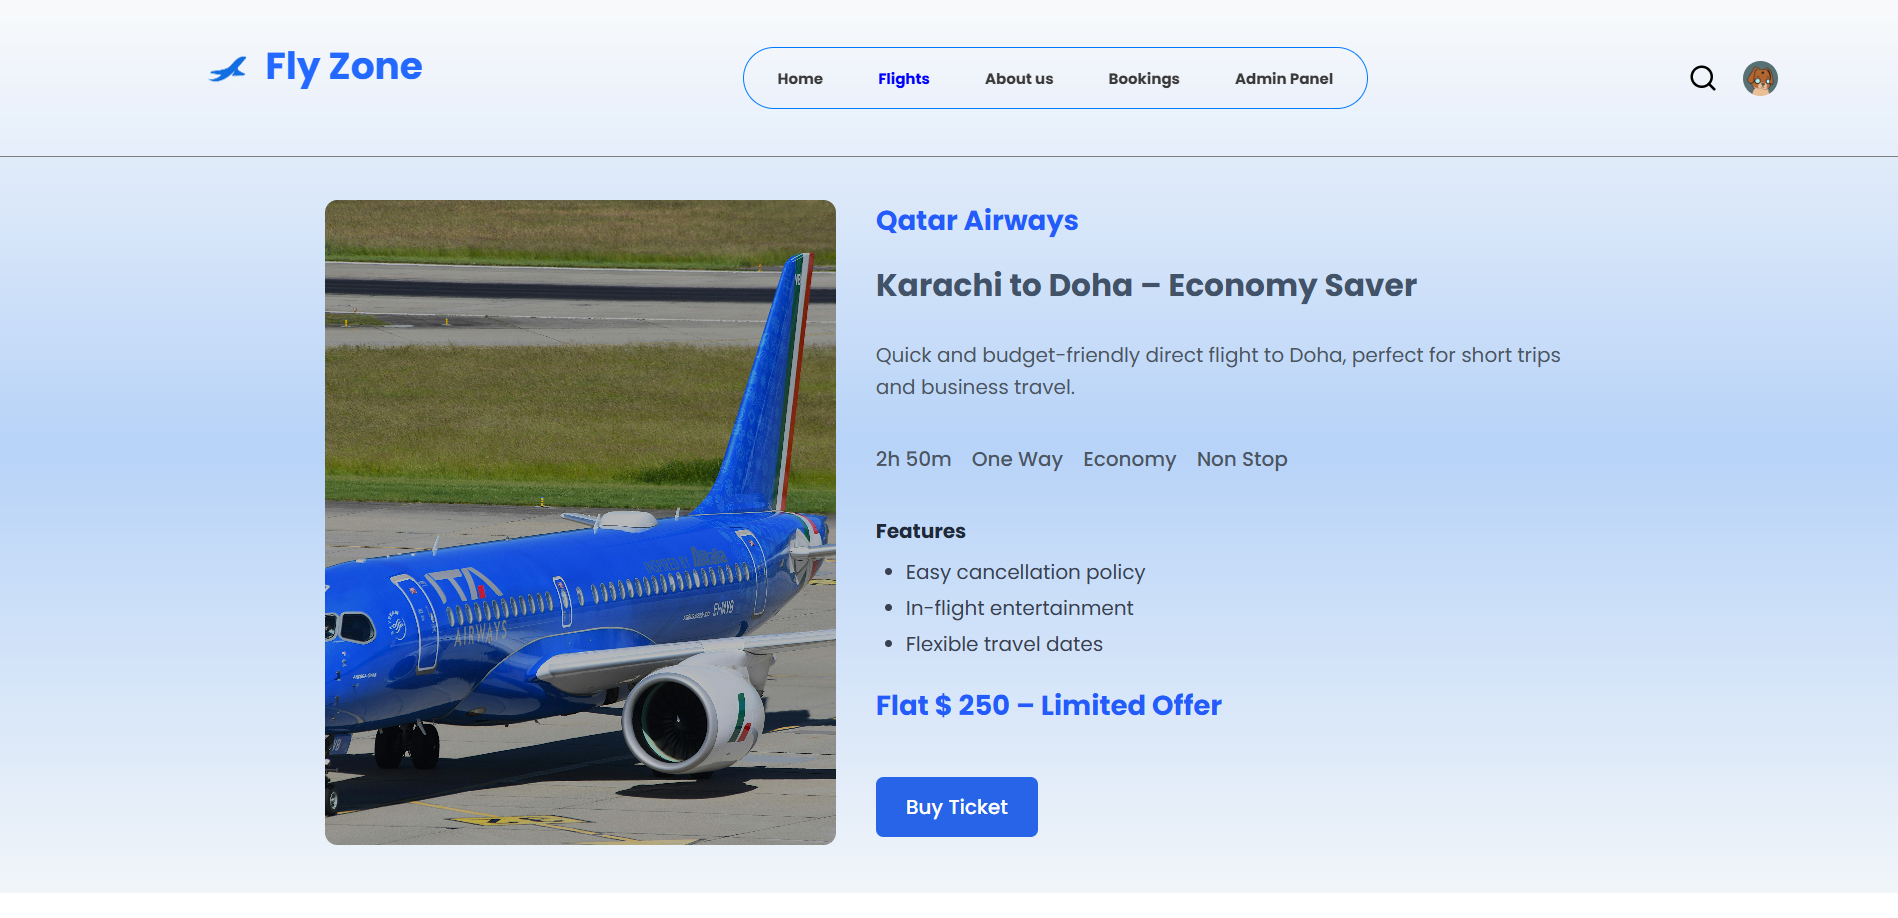 Fly Zone
Home Flights About us Bookings Admin Panel
Qatar Airways
Karachi to Doha – Economy Saver
Quick and budget-friendly direct flight to Doha, perfect for short trips
and business travel.
2h 50m One Way Economy Non Stop
Features
Easy cancellation policy
In-flight entertainment
Flexible travel dates
Flat $ 250 – Limited Offer
Buy Ticket
ITA
AIRWAYS